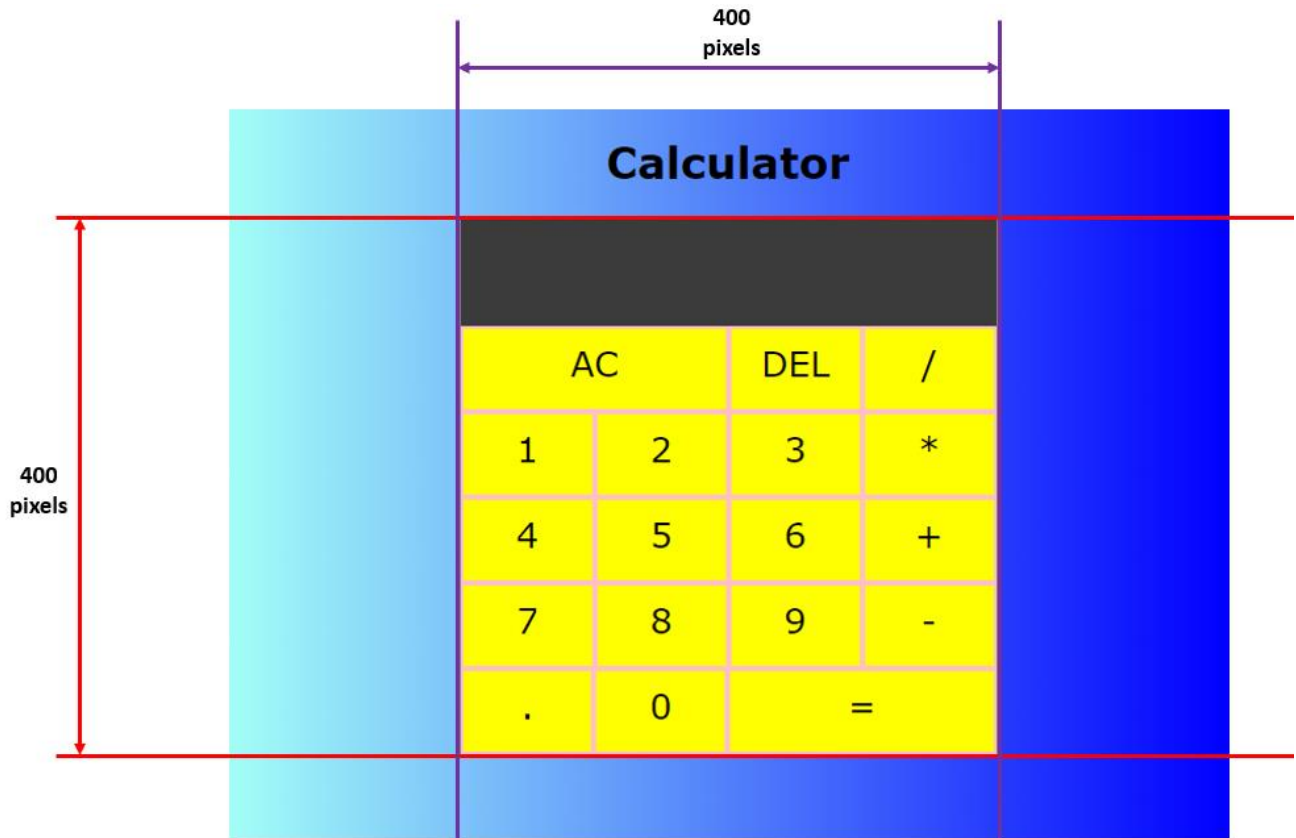 400
pixels
Calculator
AC DEL /
1 2 3 *
400
pixels
4 5 6 +
7 8 9 -
. 0 =